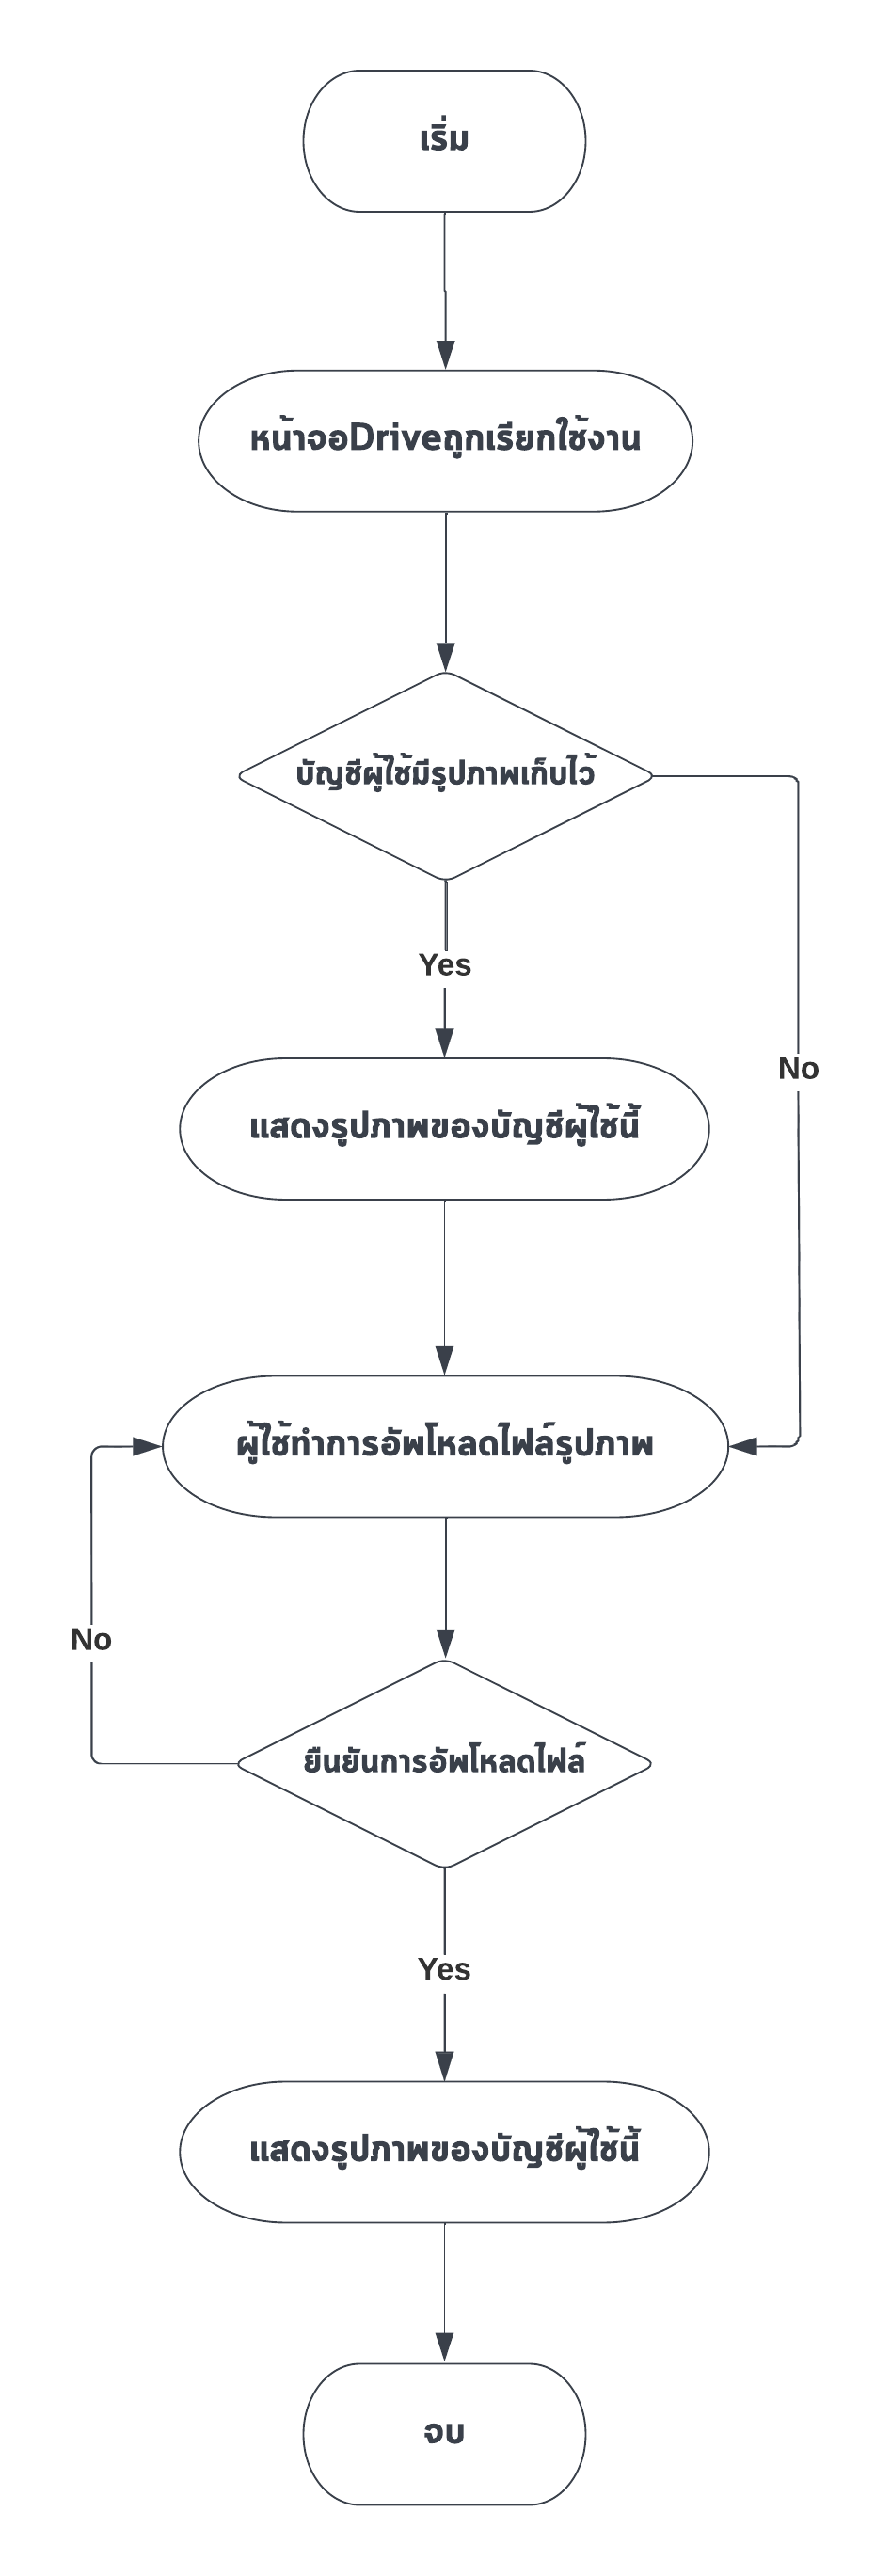 เริ่ม
หน้าจอDriveถูกเรียกใช้งาน
บัญชีผู้ใช้มีรูปภาพเก็บไว้
Yes
No
แสดงรูปภาพของบัญชีผู้ใช้นี้
ผู้ใช้ทำการอัพโหลดไฟล์รูปภาพ
No
ยืนยันการอัพโหลดไฟล์
Yes
แสดงรูปภาพของบัญชีผู้ใช้นี้
จบ